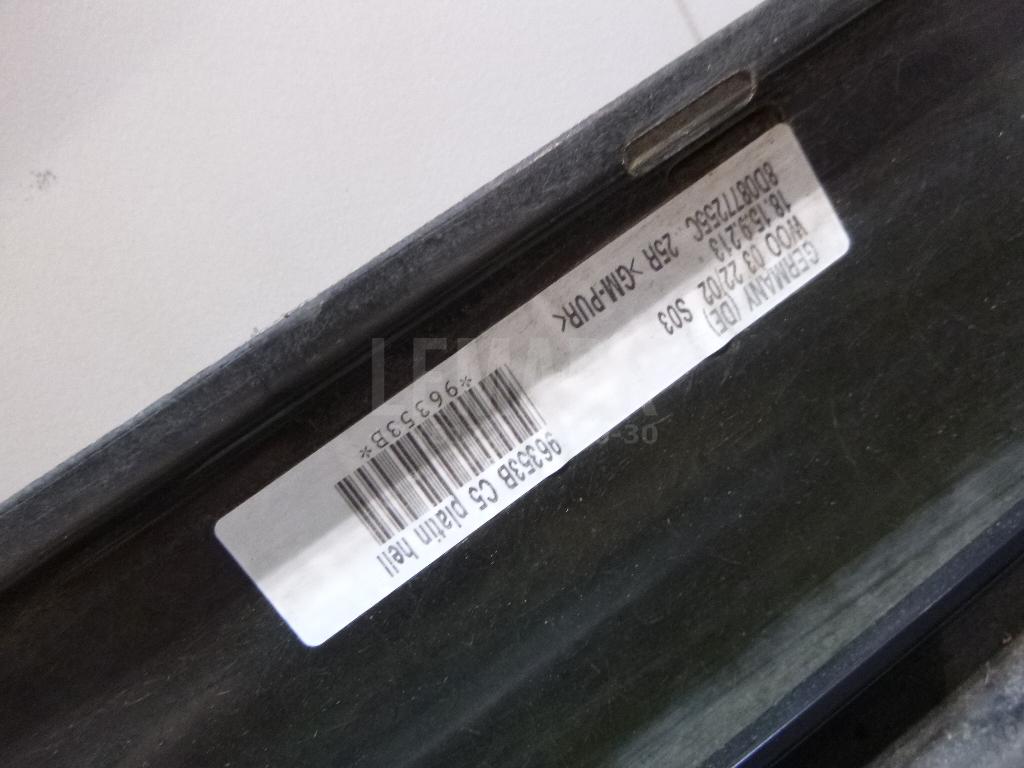 GERMANY (DE)
WOO 03 22/02 S03
18.15.9.213
8D0877255C 25R >GM-PUR<
96353B C5 platin hell
*96353B*